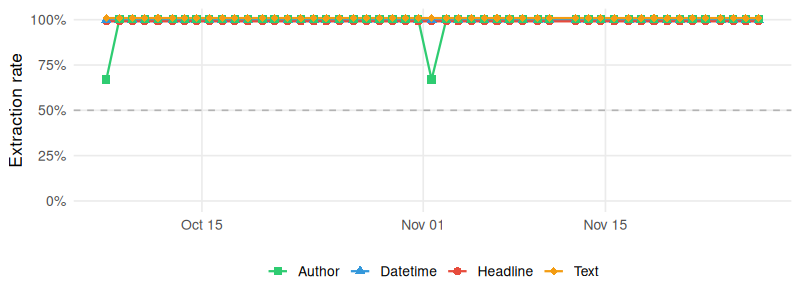 Extraction rate
100%
75%
50%
25%
0%
Oct 15 Nov 01 Nov 15
Author Datetime Headline Text